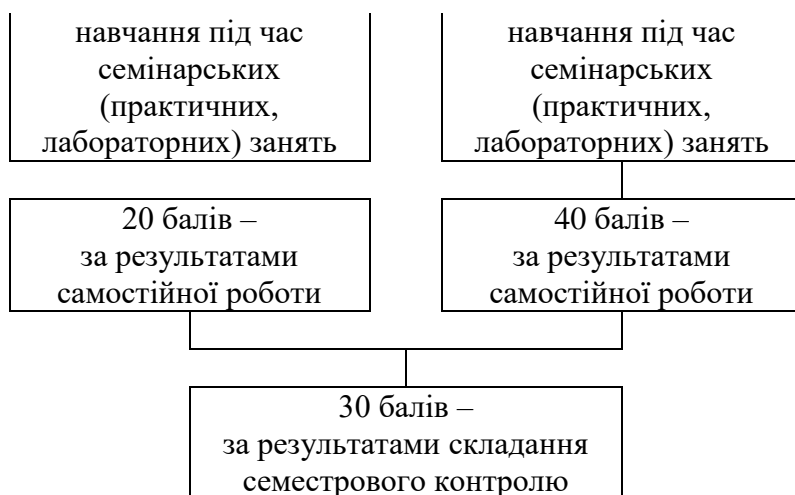 навчання під час
семінарських
(практичних,
лабораторних) занять
навчання під час
семінарських
(практичних,
лабораторних) занять
20 балів –
за результатами
самостійної роботи
40 балів –
за результатами
самостійної роботи
30 балів –
за результатами складання
семестрового контролю